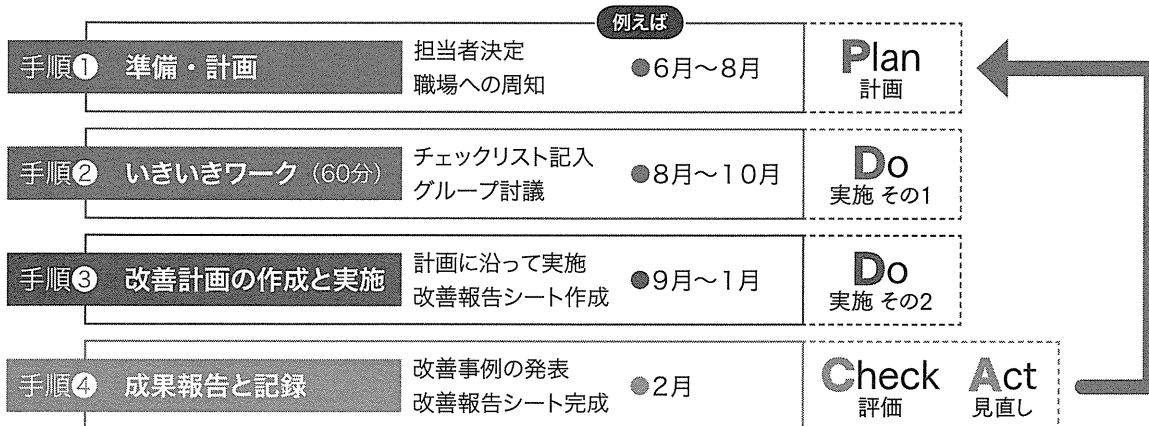 例えば
手順❶ 準備・計画
担当者決定
職場への周知
●6月〜8月
Plan
計画
手順❷ いきいきワーク（60分）
チェックリスト記入
グループ討議
●8月〜10月
Do
実施 その1
手順❸ 改善計画の作成と実施
計画に沿って実施
改善報告シート作成
●9月〜1月
Do
実施 その2
手順❹ 成果報告と記録
改善事例の発表
改善報告シート完成
●2月
Check Act
評価 見直し